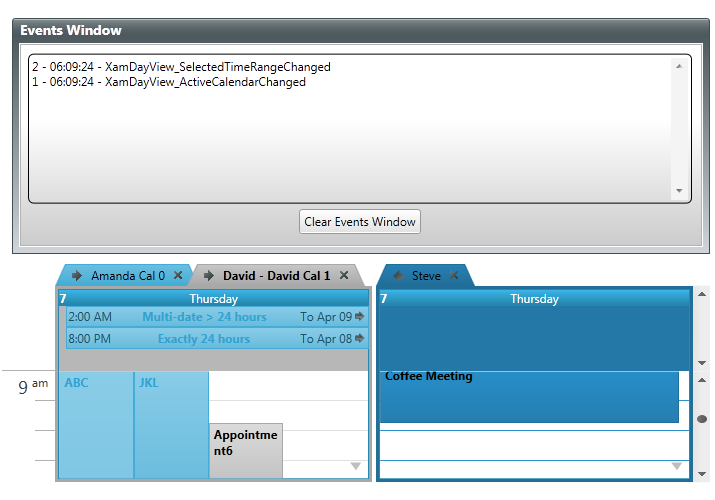 Events Window
2 - 06:09:24 - XamDayView_SelectedTimeRangeChanged
1 - 06:09:24 - XamDayView_ActiveCalendarChanged
Clear Events Window
Amanda Cal 0
David - David Cal 1
Steve
7 Thursday
7 Thursday
2:00 AM Multi-date > 24 hours To Apr 09
8:00 PM Exactly 24 hours To Apr 08
9 am
ABC
JKL
Coffee Meeting
Appointme
nt6